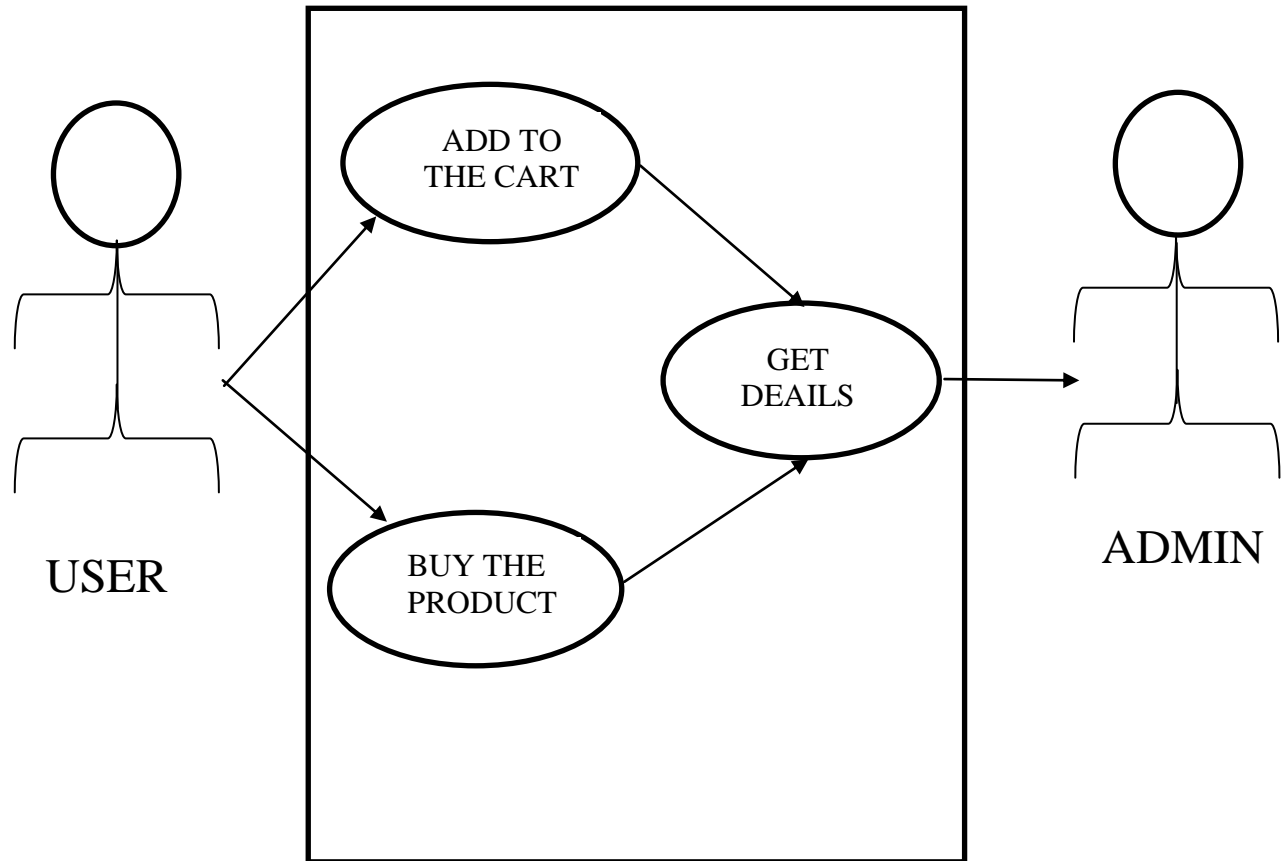 ADD TO
THE CART
GET
DEAILS
BUY THE
PRODUCT
USER
ADMIN